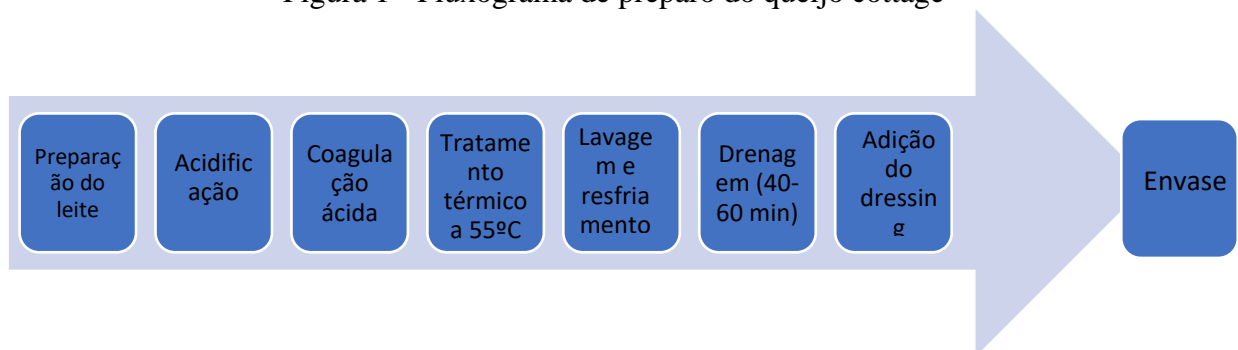 Figura 1 - Fluxograma de preparo do queijo cottage
Preparaç
ão do
leite
Acidific
ação
Coagula
ção
ácida
Tratame
nto
térmico
a 55ºC
Lavage
m e
resfria
mento
Drenag
em (40-
60 min)
Adição
do
dressin
g
Envase